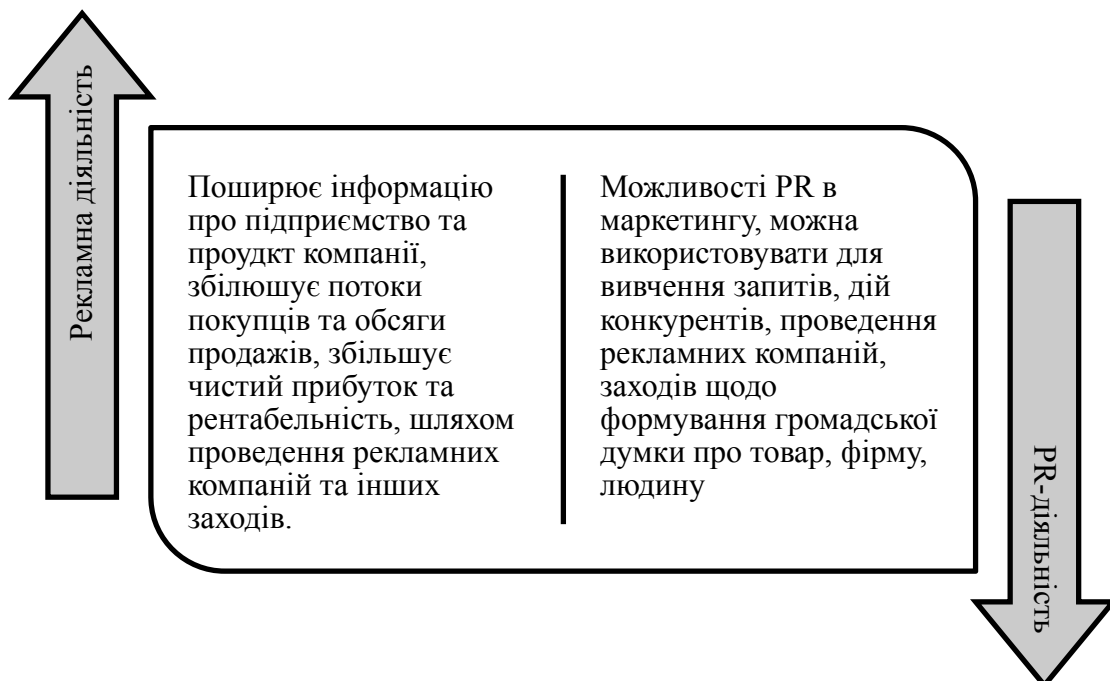 Рекламна діяльність
Поширює інформацію
про підприємство та
проудкт компанії,
збілюшує потоки
покупців та обсяги
продажів, збільшує
чистий прибуток та
рентабельність, шляхом
проведення рекламних
компаній та інших
заходів.
Можливості PR в
маркетингу, можна
використовувати для
вивчення запитів, дій
конкурентів, проведення
рекламних компаній,
заходів щодо
формування громадської
думки про товар, фірму,
людину
PR-діяльність